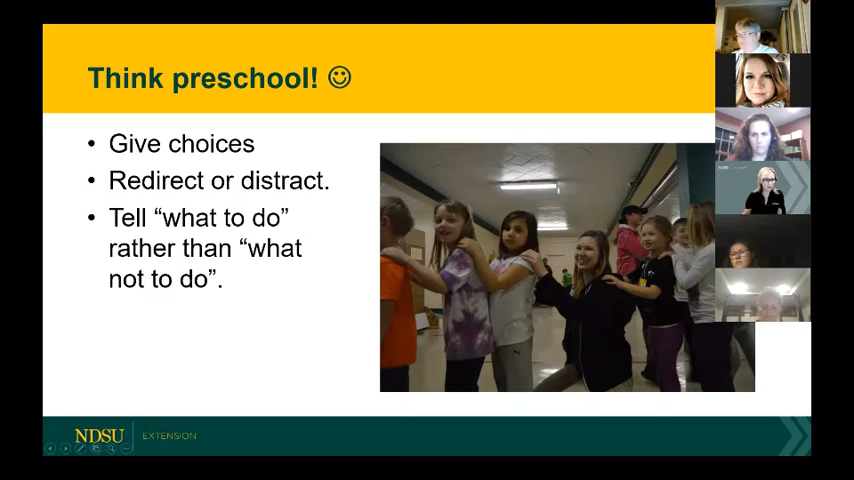 Think preschool! ☺
• Give choices
• Redirect or distract.
• Tell “what to do”
rather than “what
not to do”.
NDSU EXTENSION